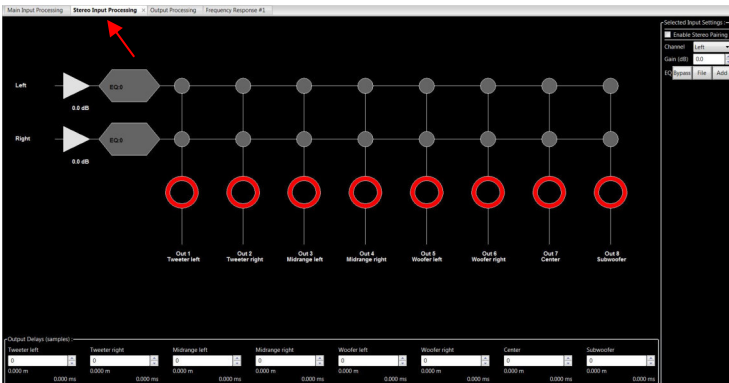 Main Input Processing Stereo Input Processing × Output Processing Frequency Response #1
Selected Input Settings :
Enable Stereo Pairing
Channel Left
Gain (dB) 0.0
EQ Bypass File Add
Left EQ:0
0.0 dB
Right EQ:0
0.0 dB
Out 1 Out 2 Out 3 Out 4 Out 5 Out 6 Out 7 Out 8
Tweeter left Tweeter right Midrange left Midrange right Woofer left Woofer right Center Subwoofer
Output Delays (samples) :
Tweeter left Tweeter right Midrange left Midrange right Woofer left Woofer right Center Subwoofer
0 0 0 0 0 0 0 0
0.000 m 0.000 m 0.000 m 0.000 m 0.000 m 0.000 m 0.000 m 0.000 m
0.000 ms 0.000 ms 0.000 ms 0.000 ms 0.000 ms 0.000 ms 0.000 ms 0.000 ms